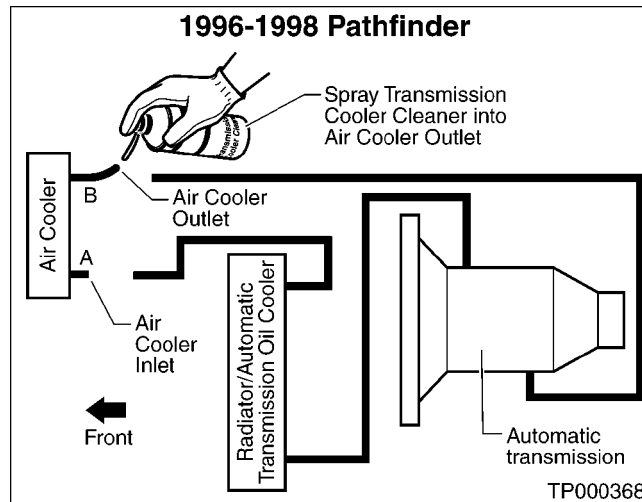 1996-1998 Pathfinder
Spray Transmission
Cooler Cleaner into
Air Cooler Outlet
Air Cooler
B
Air Cooler
Outlet
A
Air
Cooler
Inlet
Radiator/Automatic
Transmission Oil Cooler
Front
Automatic
transmission
TP000368